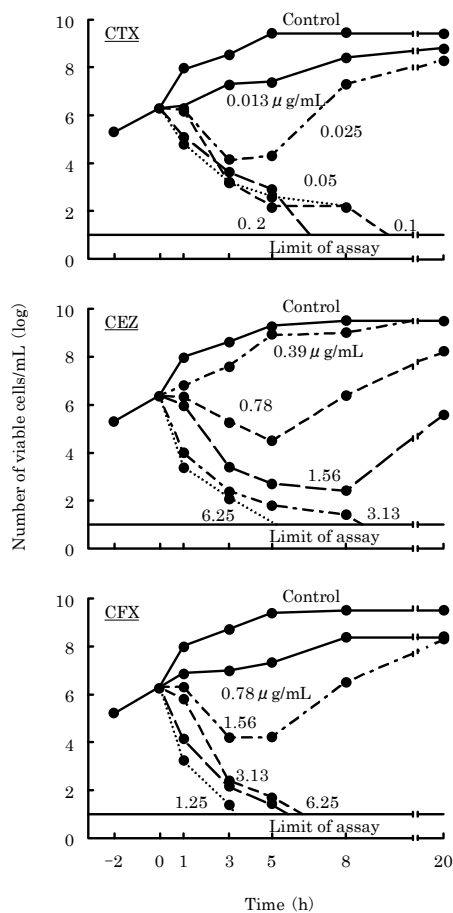 10
CTX
Control
8
0.013μg/mL
6
0.025
4
0.05
2
0. 2
0.1
Limit of assay
0
10
CEZ
Control
8
0.39μg/mL
6
0.78
4
1.56
2
6.25
3.13
Limit of assay
0
Number of viable cells/mL (log)
10
CFX
Control
8
6
0.78μg/mL
1.56
4
3.13
2
1.25
6.25
Limit of assay
0
-2 0 1 3 5 8 20
Time (h)